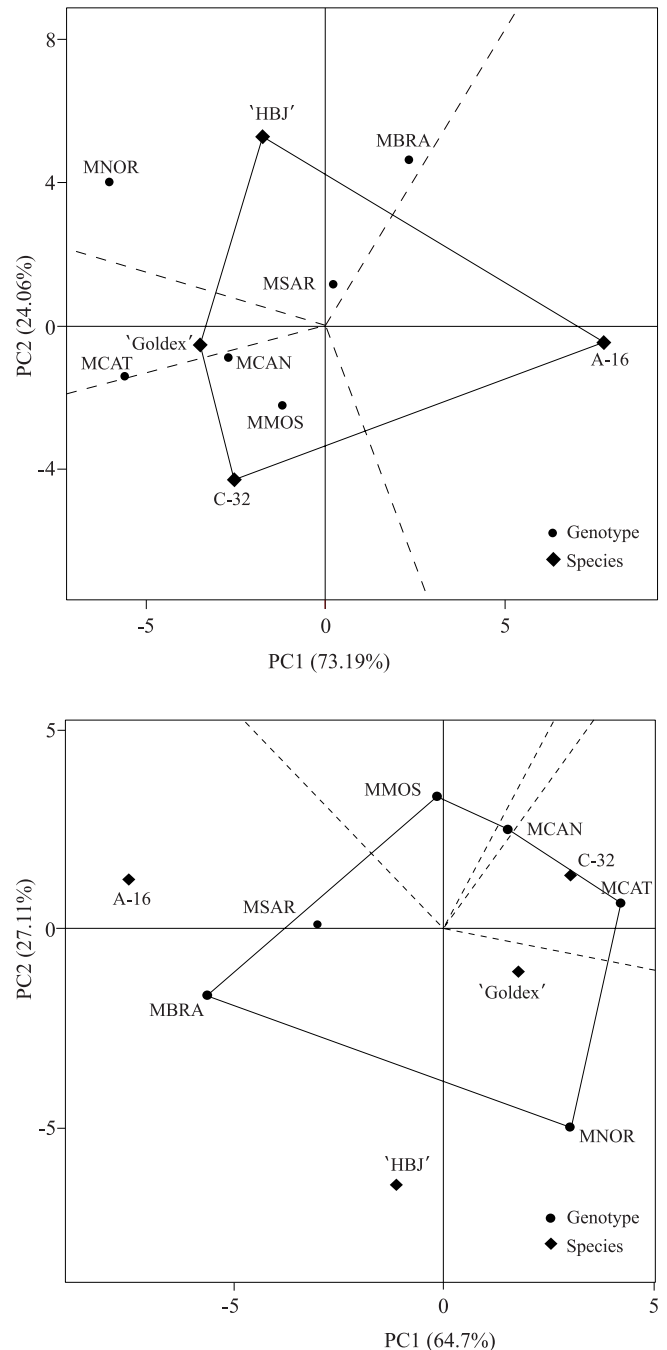 8
‵HBJ′
MBRA
MNOR
4
MSAR
0
‵Goldex′
A-16
MCAT
MCAN
MMOS
-4
C-32
Genotype
Species
-5
0
5
PC1 (73.19%)
PC2 (24.06%)
5
MMOS
MCAN
C-32
A-16
MCAT
MSAR
0
‵Goldex′
MBRA
-5
MNOR
‵HBJ′
Genotype
Species
-5
0
5
PC1 (64.7%)
PC2 (27.11%)